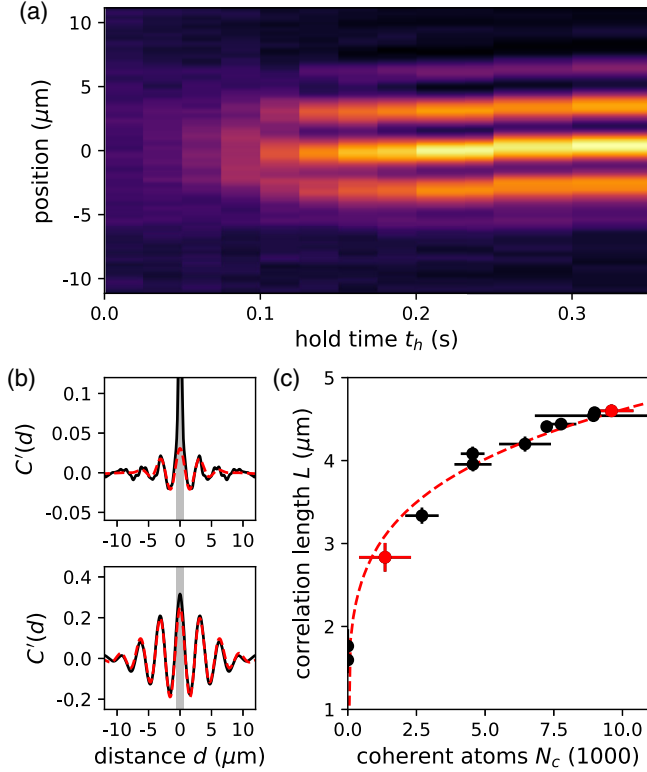 (a)
10
5
0
-5
-10
position (μm)
0.0 0.1 0.2 0.3
hold time t_h (s)
(b)
0.1
0.05
0.00
-0.05
C′(d)
-10 -5 0 5 10
0.4
0.2
0.0
-0.2
C′(d)
-10 -5 0 5 10
distance d (μm)
(c)
5
4
3
2
1
correlation length L (μm)
0.0 2.5 5.0 7.5 10.0
coherent atoms N_c (1000)